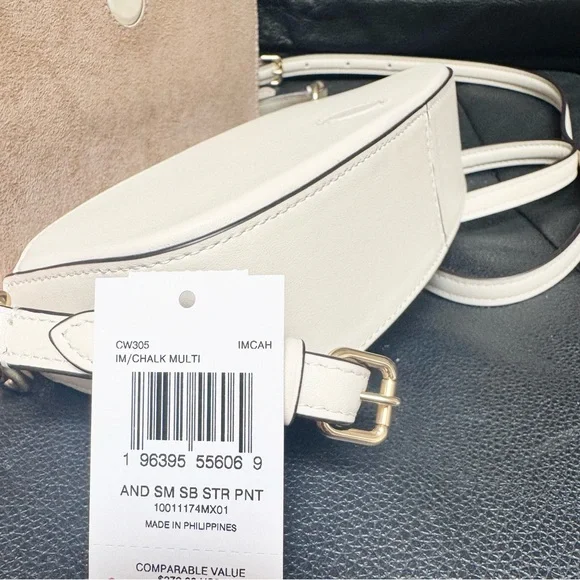 CW305 IMCAH
IM/CHALK MULTI
1 96395 55606 9
AND SM SB STR PNT
10011174MX01
MADE IN PHILIPPINES
COMPARABLE VALUE